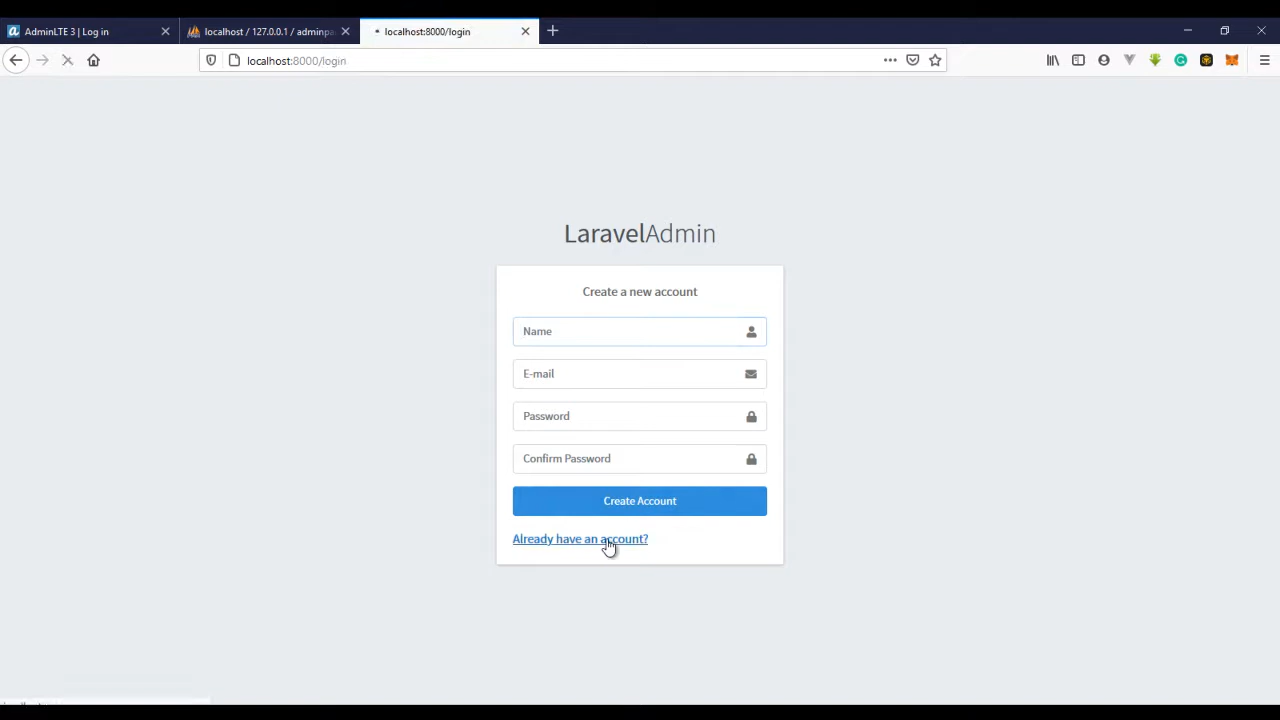 AdminLTE 3 | Log in
localhost / 127.0.0.1 / adminpa
localhost:8000/login
localhost:8000/login
LaravelAdmin
Create a new account
Name
E-mail
Password
Confirm Password
Create Account
Already have an account?